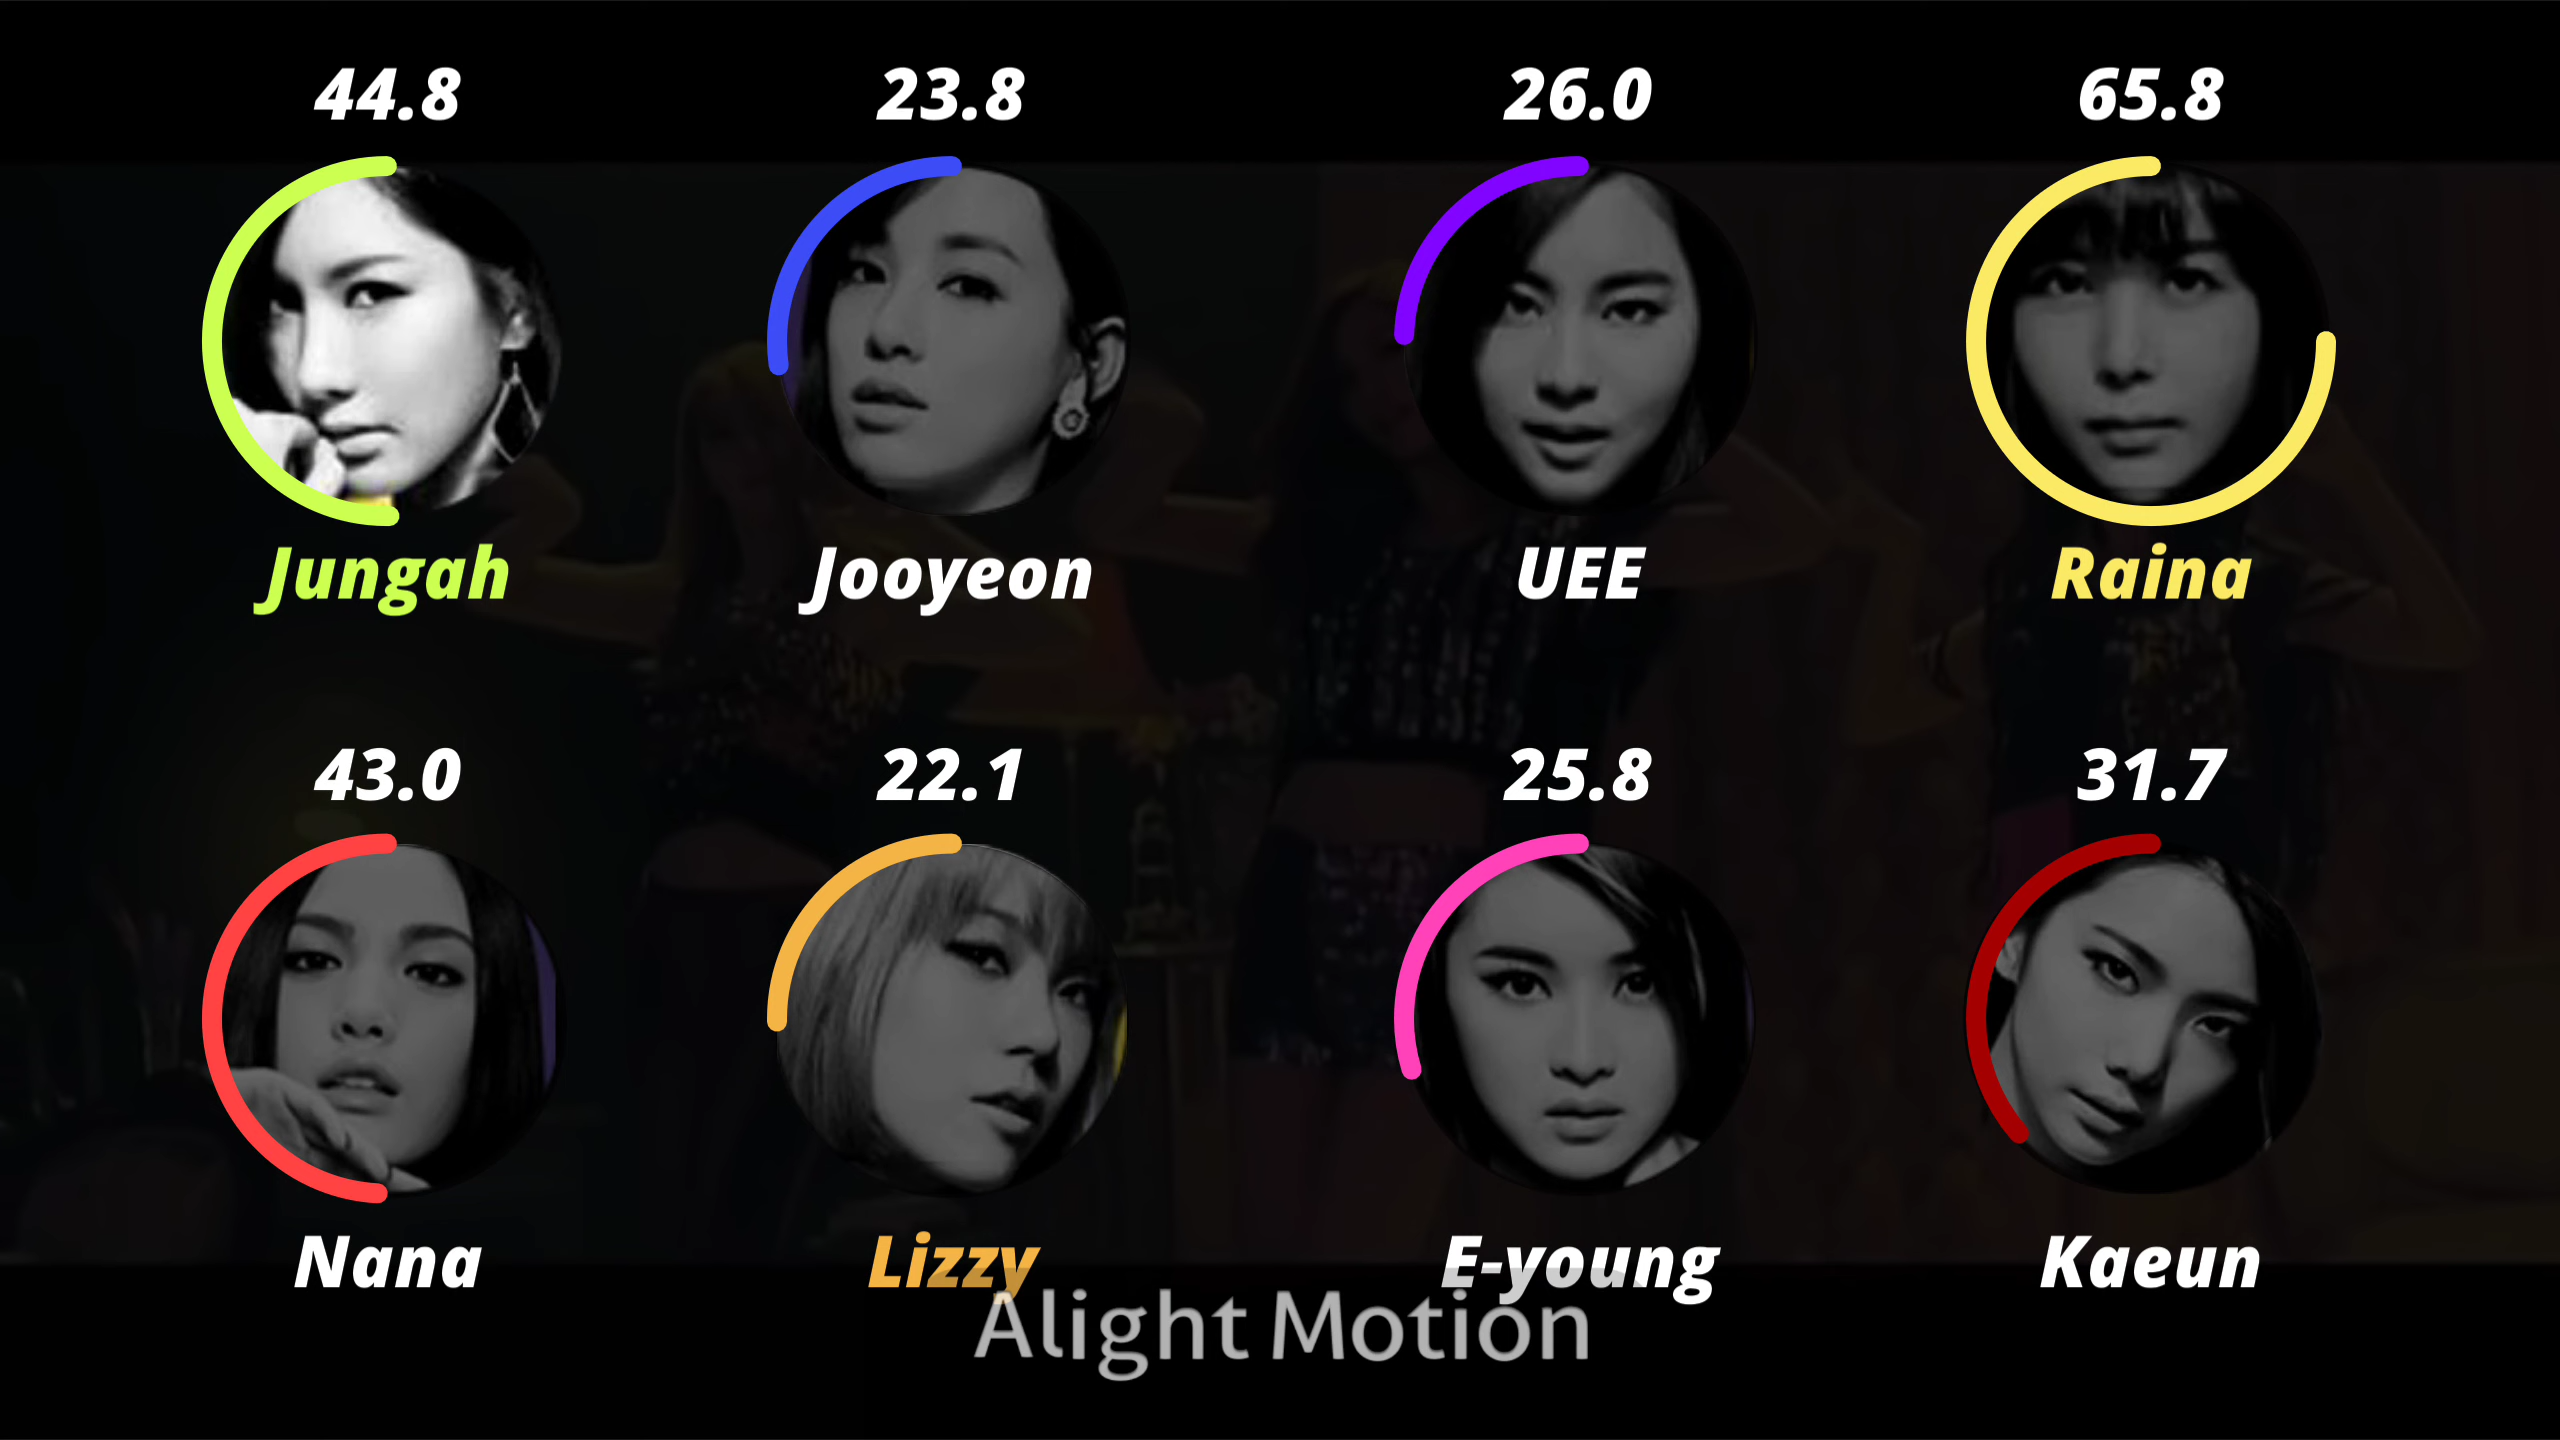 44.8 23.8 26.0 65.8
Jungah Jooyeon UEE Raina
43.0 22.1 25.8 31.7
Nana Lizzy E-young Kaeun
Alight Motion